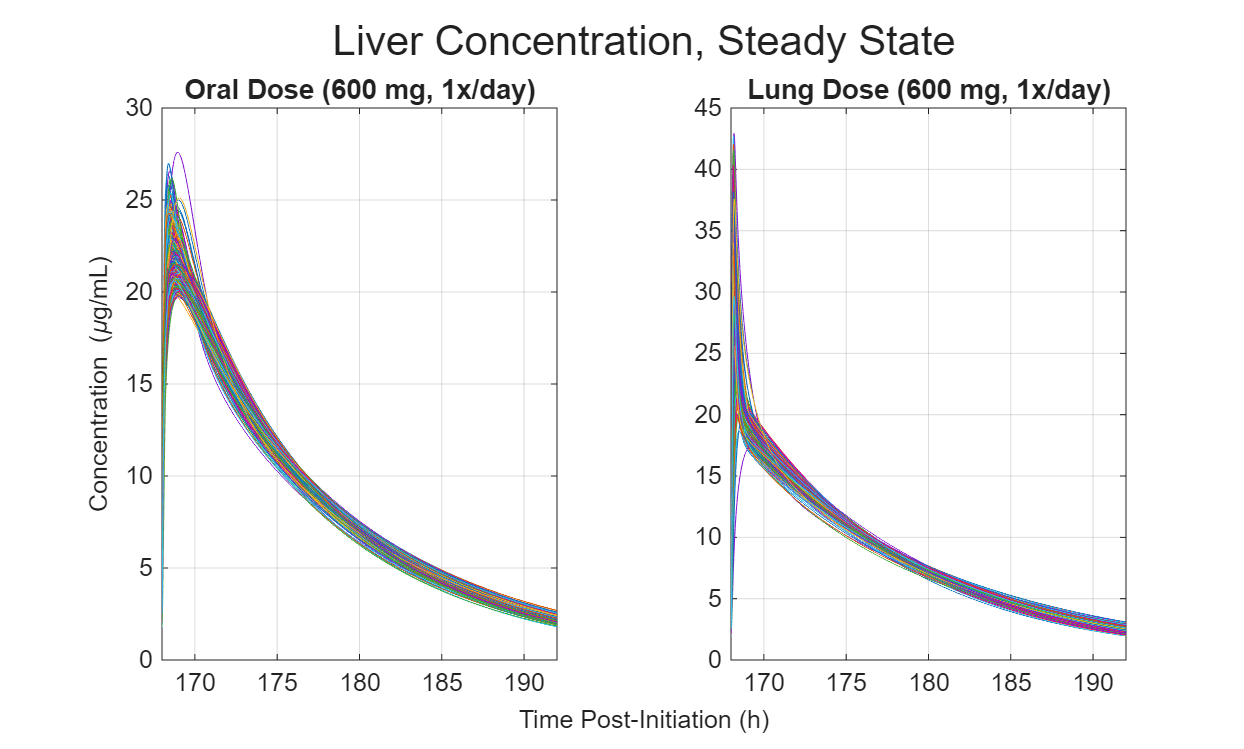 Liver Concentration, Steady State
Oral Dose (600 mg, 1x/day)
30
25
20
15
10
5
0
170 175 180 185 190
Concentration (μg/mL)
Lung Dose (600 mg, 1x/day)
45
40
35
30
25
20
15
10
5
0
170 175 180 185 190
Time Post-Initiation (h)